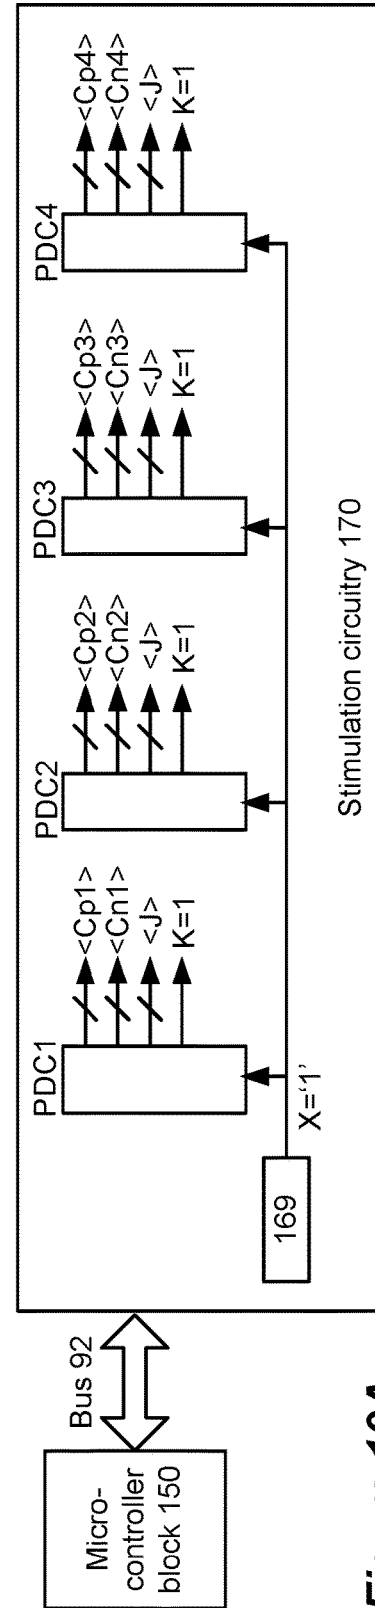 PDC1
<Cp1>
<Cn1>
<J>
K=1
PDC2
<Cp2>
<Cn2>
<J>
K=1
PDC3
<Cp3>
<Cn3>
<J>
K=1
PDC4
<Cp4>
<Cn4>
<J>
K=1
Bus 92
Micro-
controller
block 150
169
X='1'
Stimulation circuitry 170